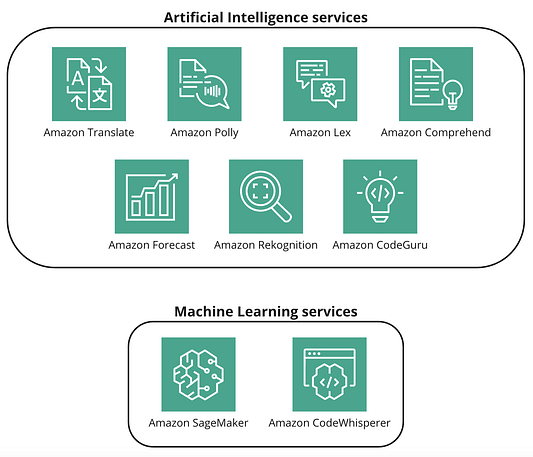 Artificial Intelligence services
A
文
Amazon Translate
Amazon Polly
Amazon Lex
Amazon Comprehend
</>
Amazon Forecast
Amazon Rekognition
Amazon CodeGuru
Machine Learning services
</>
Amazon SageMaker
Amazon CodeWhisperer